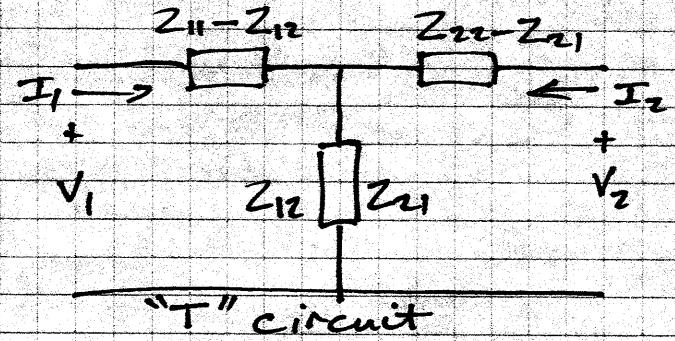 Z11-Z12 Z22-Z21
I1 I2
+ +
V1 Z12 Z21 V2
"T" circuit